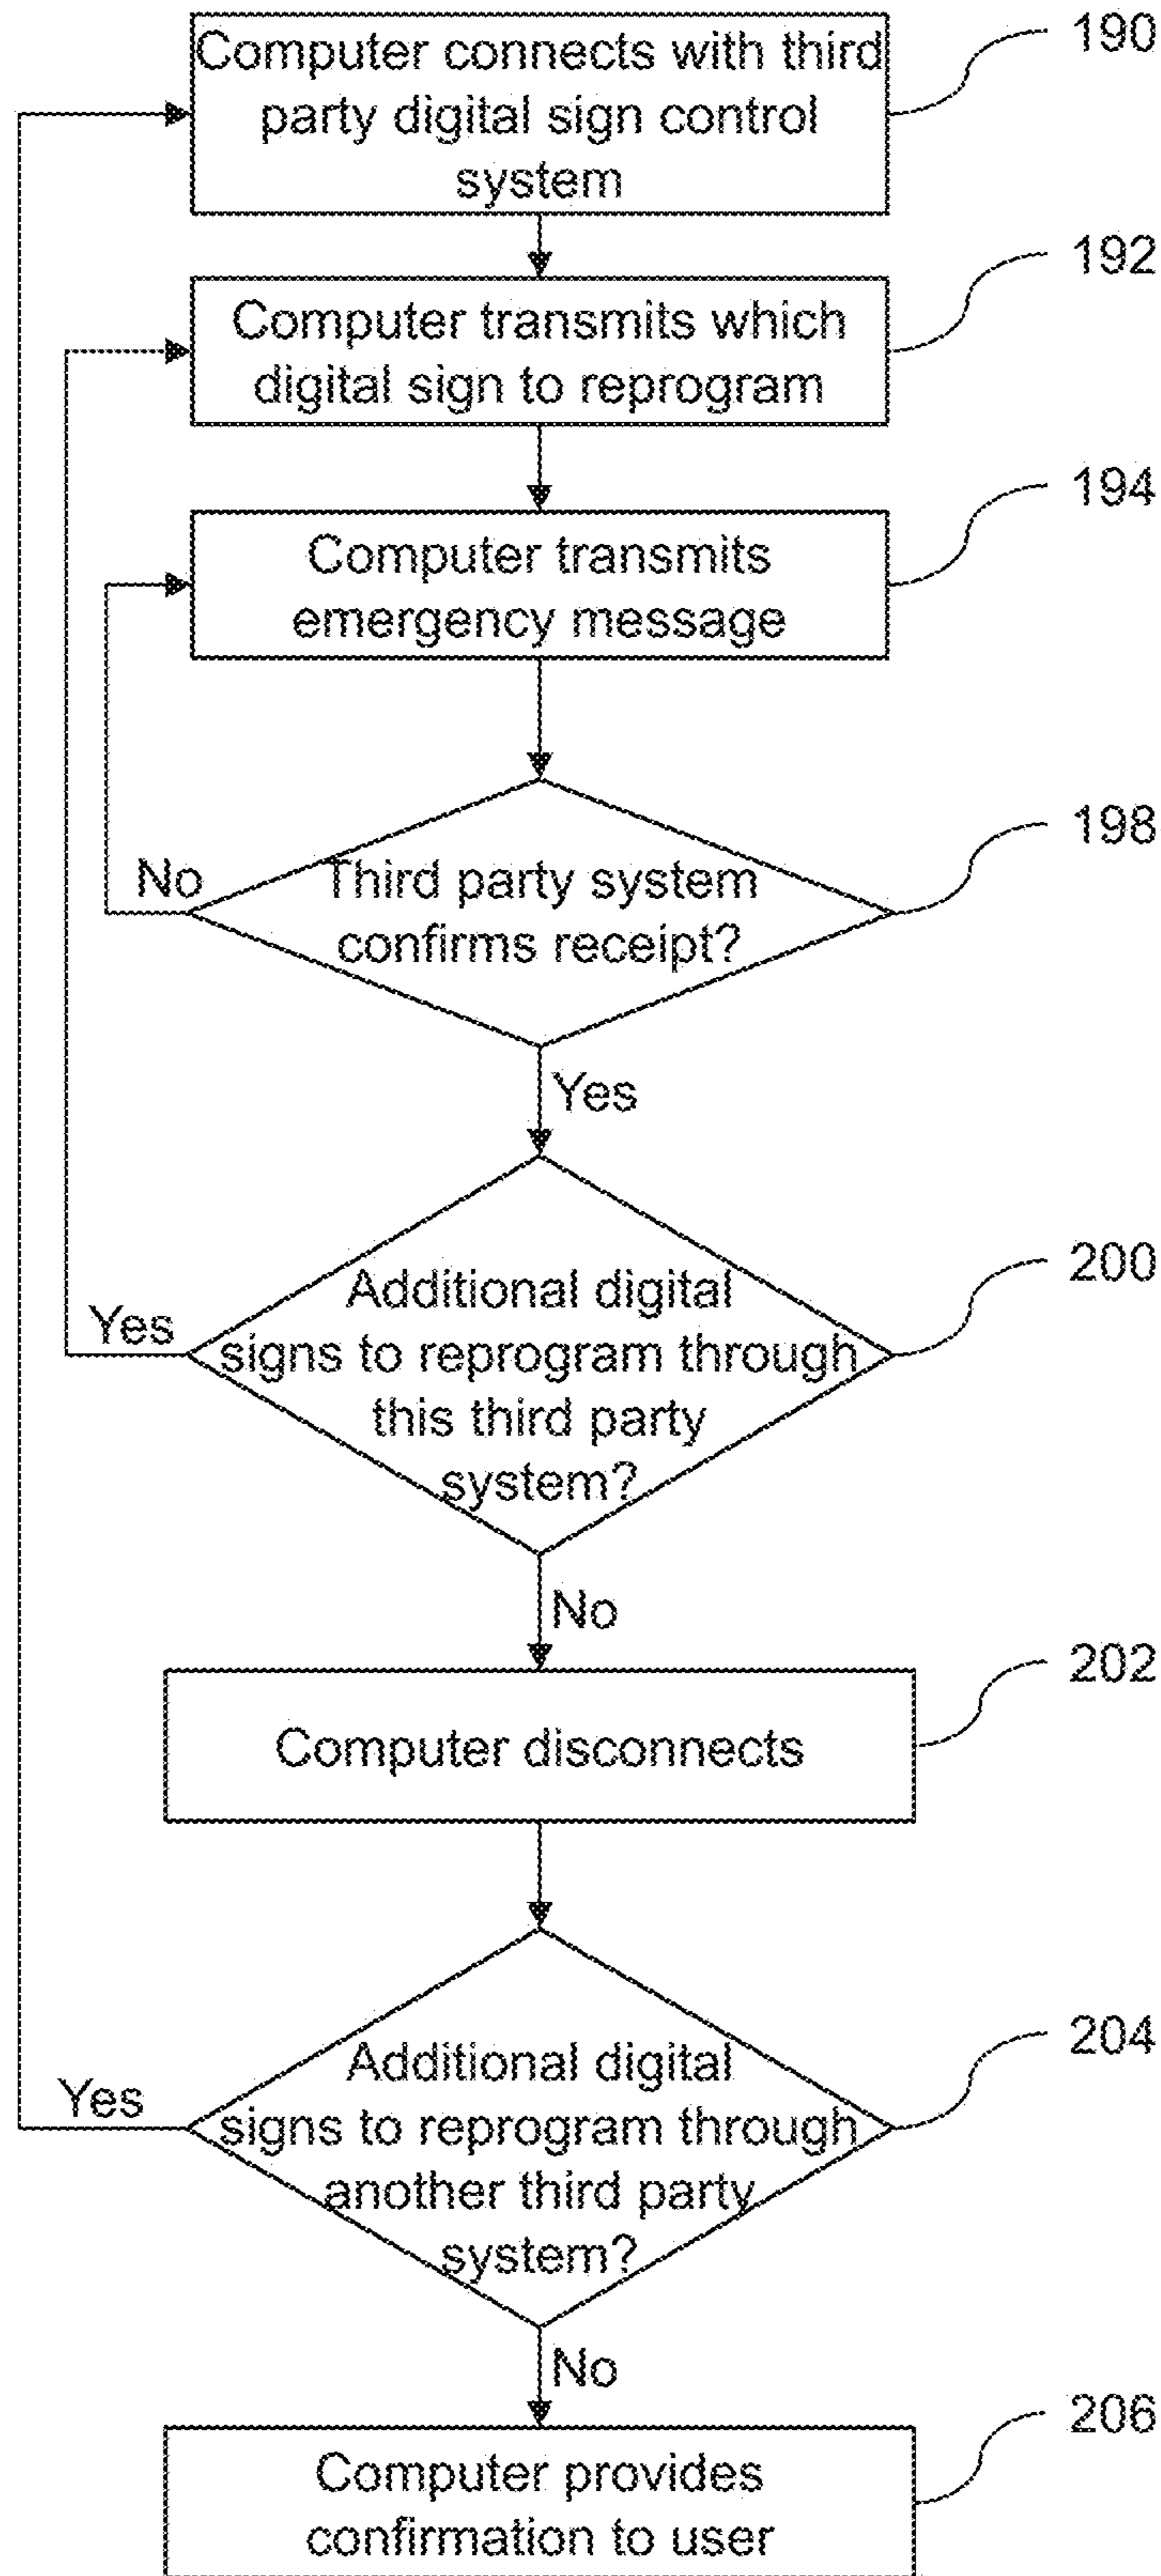 Computer connects with third
party digital sign control
system
190
Computer transmits which
digital sign to reprogram
192
Computer transmits
emergency message
194
Third party system
confirms receipt?
198
No
Yes
Additional digital
signs to reprogram through
this third party
system?
200
Yes
No
Computer disconnects
202
Additional digital
signs to reprogram through
another third party
system?
204
Yes
No
Computer provides
confirmation to user
206